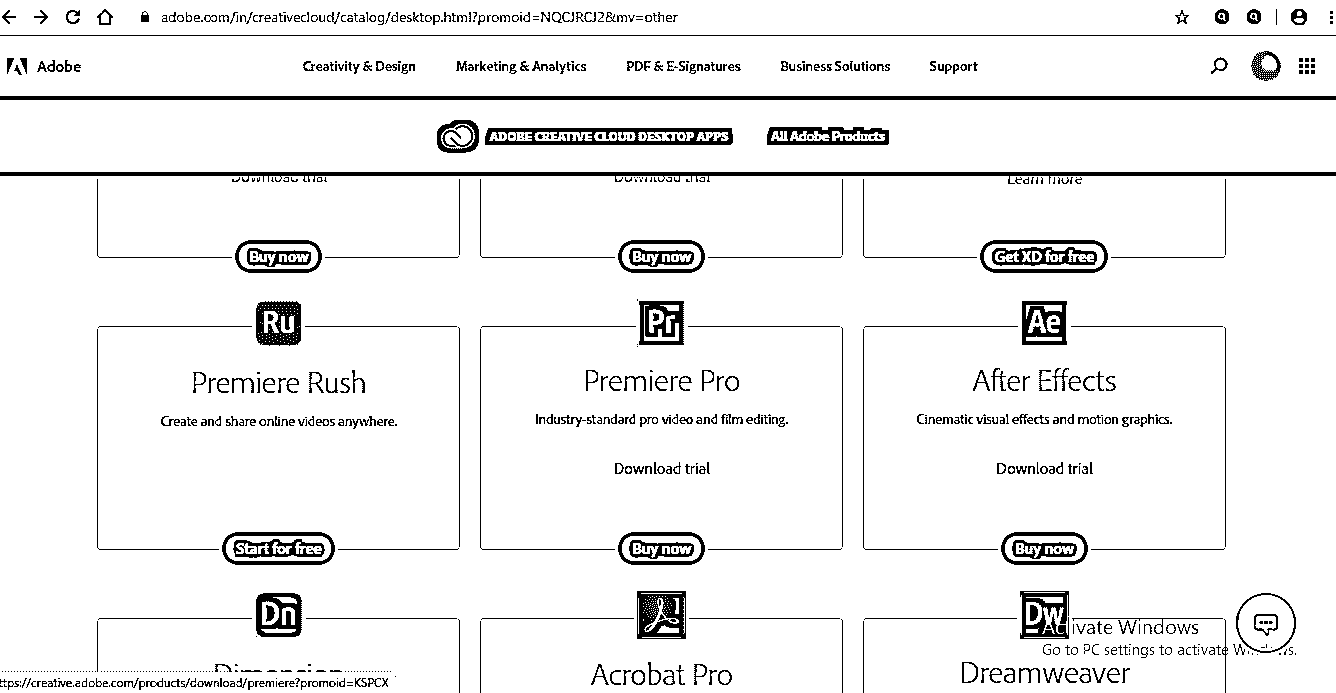 adobe.com/in/creativecloud/catalog/desktop.html?promoid=NQCJRCJ2&mv=other
Adobe Creativity & Design Marketing & Analytics PDF & E-Signatures Business Solutions Support
ADOBE CREATIVE CLOUD DESKTOP APPS All Adobe Products
Download trial Download trial Learn more
Buy now Buy now Get XD for free
Ru Pr Ae
Premiere Rush Premiere Pro After Effects
Create and share online videos anywhere. Industry-standard pro video and film editing. Cinematic visual effects and motion graphics.
Download trial Download trial
Start for free Buy now Buy now
Dn Dw
Activate Windows
Go to PC settings to activate Windows.
Dimension Acrobat Pro Dreamweaver
ttps://creative.adobe.com/products/download/premiere?promoid=KSPCX